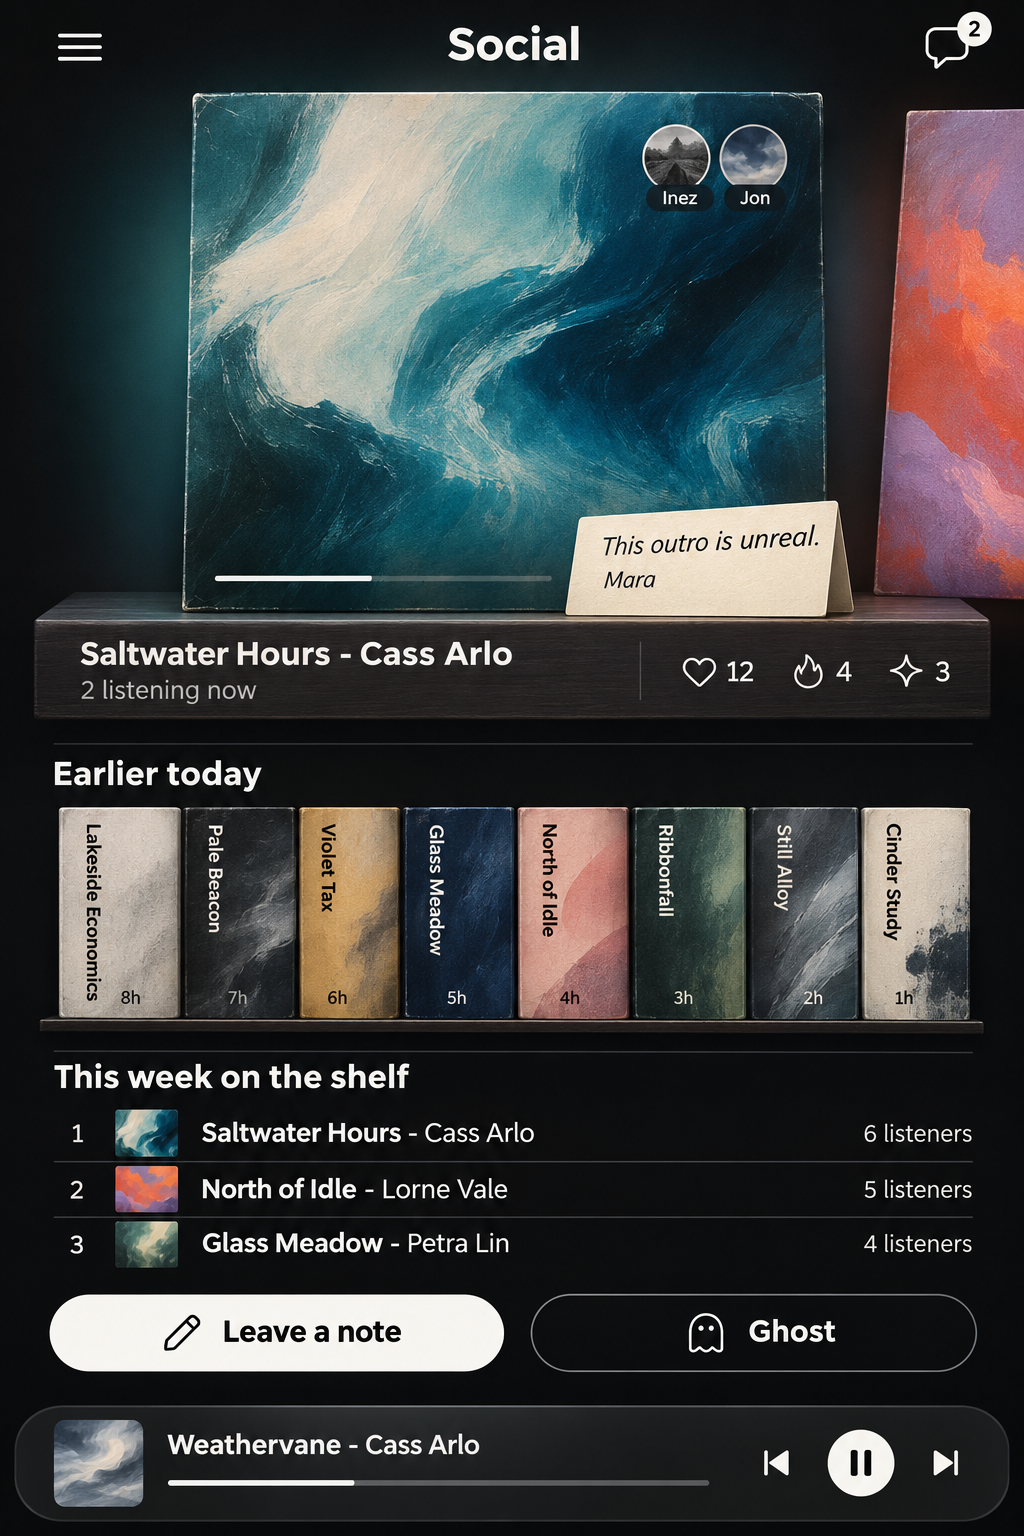 Social
2
Inez
Jon
This outro is unreal.
Mara
Saltwater Hours - Cass Arlo
2 listening now
12
4
3
Earlier today
Lakeside Economics
8h
Pale Beacon
7h
Violet Tax
6h
Glass Meadow
5h
North of Idle
4h
Ribbonfall
3h
Still Alloy
2h
Cinder Study
1h
This week on the shelf
1 Saltwater Hours - Cass Arlo 6 listeners
2 North of Idle - Lorne Vale 5 listeners
3 Glass Meadow - Petra Lin 4 listeners
Leave a note
Ghost
Weathervane - Cass Arlo